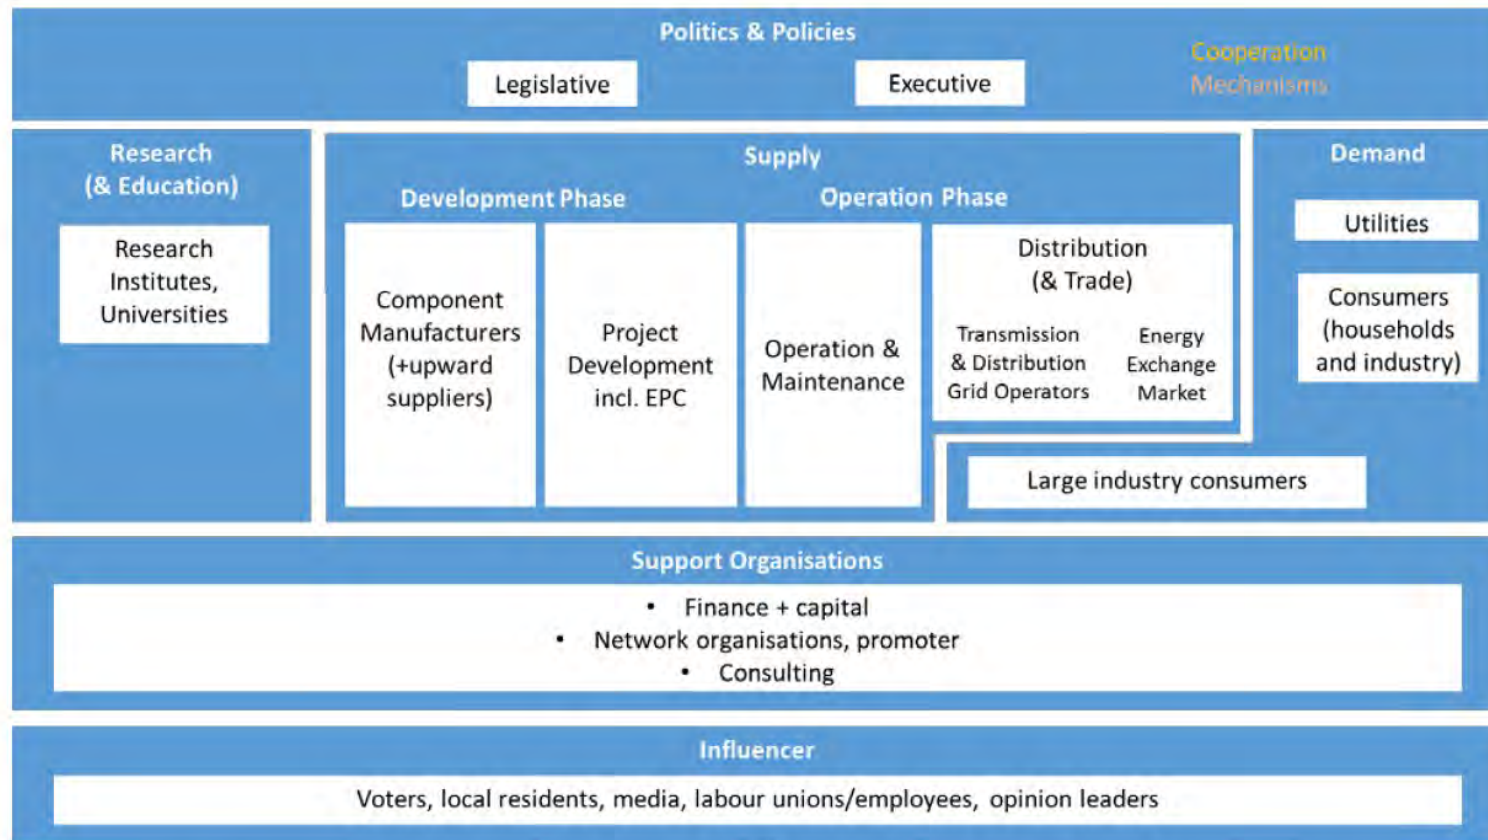 Politics & Policies
Legislative
Executive
Cooperation
Mechanisms
Research
(& Education)
Research
Institutes,
Universities
Supply
Development Phase
Operation Phase
Component
Manufacturers
(+upward
suppliers)
Project
Development
incl. EPC
Operation &
Maintenance
Distribution
(& Trade)
Transmission
& Distribution
Grid Operators
Energy
Exchange
Market
Demand
Utilities
Consumers
(households
and industry)
Large industry consumers
Support Organisations
• Finance + capital
• Network organisations, promoter
• Consulting
Influencer
Voters, local residents, media, labour unions/employees, opinion leaders